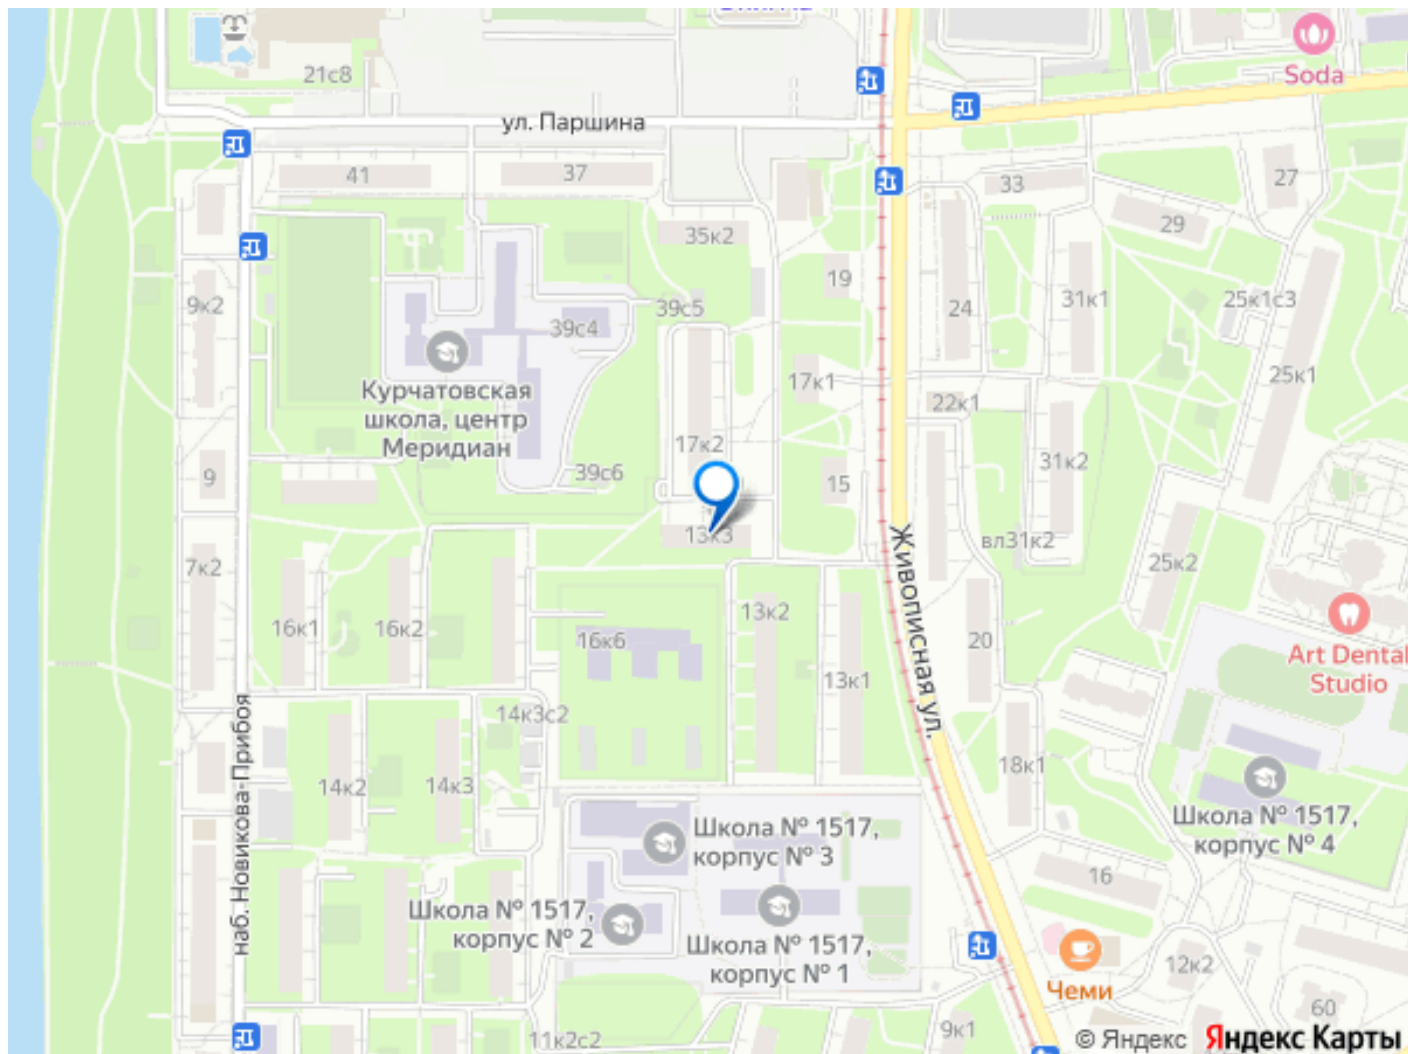 21с8
Soda
ул. Паршина
41
37
33
27
29
35к2
19
9к2
39с5
24
31к1
25к1с3
39с4
Курчатовская
школа, центр
Меридиан
17к1
25к1
22к1
17к2
9
39с6
15
31к2
13к3
вл31к2
7к2
25к2
Живописная ул.
16к1
16к2
16к6
13к2
20
Art Dental
Studio
13к1
14к3с2
наб. Новикова-Прибоя
14к2
14к3
18к1
Школа № 1517,
корпус № 4
Школа № 1517,
корпус № 3
16
Школа № 1517,
корпус № 2
Школа № 1517,
корпус № 1
12к2
Чеми
60
11к2с2
9к1
© Яндекс Яндекс Карты